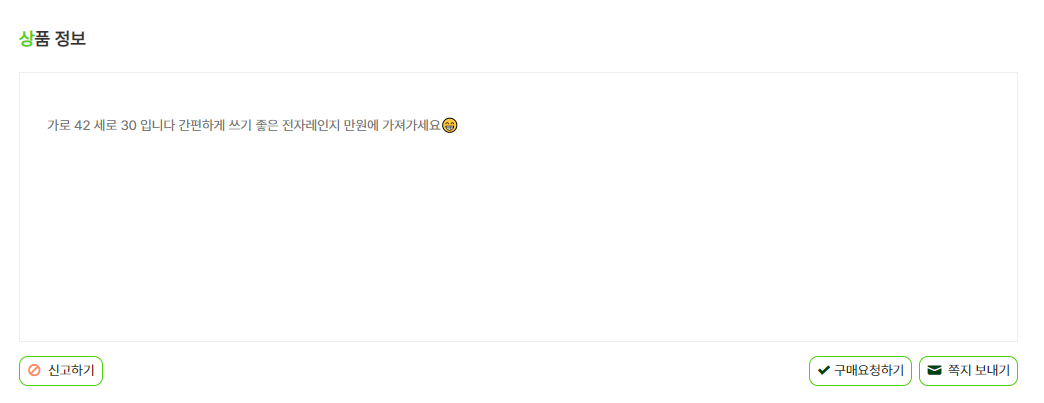 상품 정보
가로 42 세로 30 입니다 간편하게 쓰기 좋은 전자레인지 만원에 가져가세요😁
신고하기
구매요청하기
쪽지 보내기